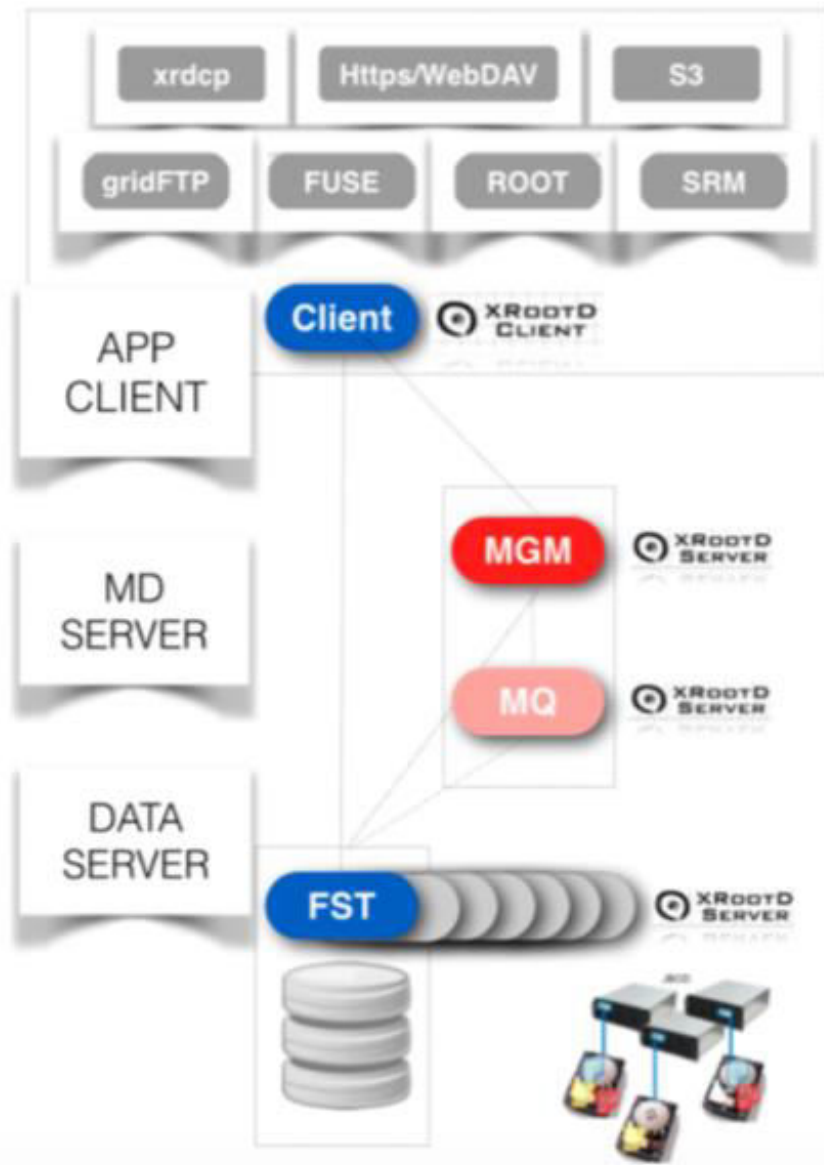 xrdcp
Https/WebDAV
S3
gridFTP
FUSE
ROOT
SRM
APP
CLIENT
Client
XROOTD
CLIENT
MD
SERVER
MGM
XROOTD
SERVER
MQ
XROOTD
SERVER
DATA
SERVER
FST
XROOTD
SERVER